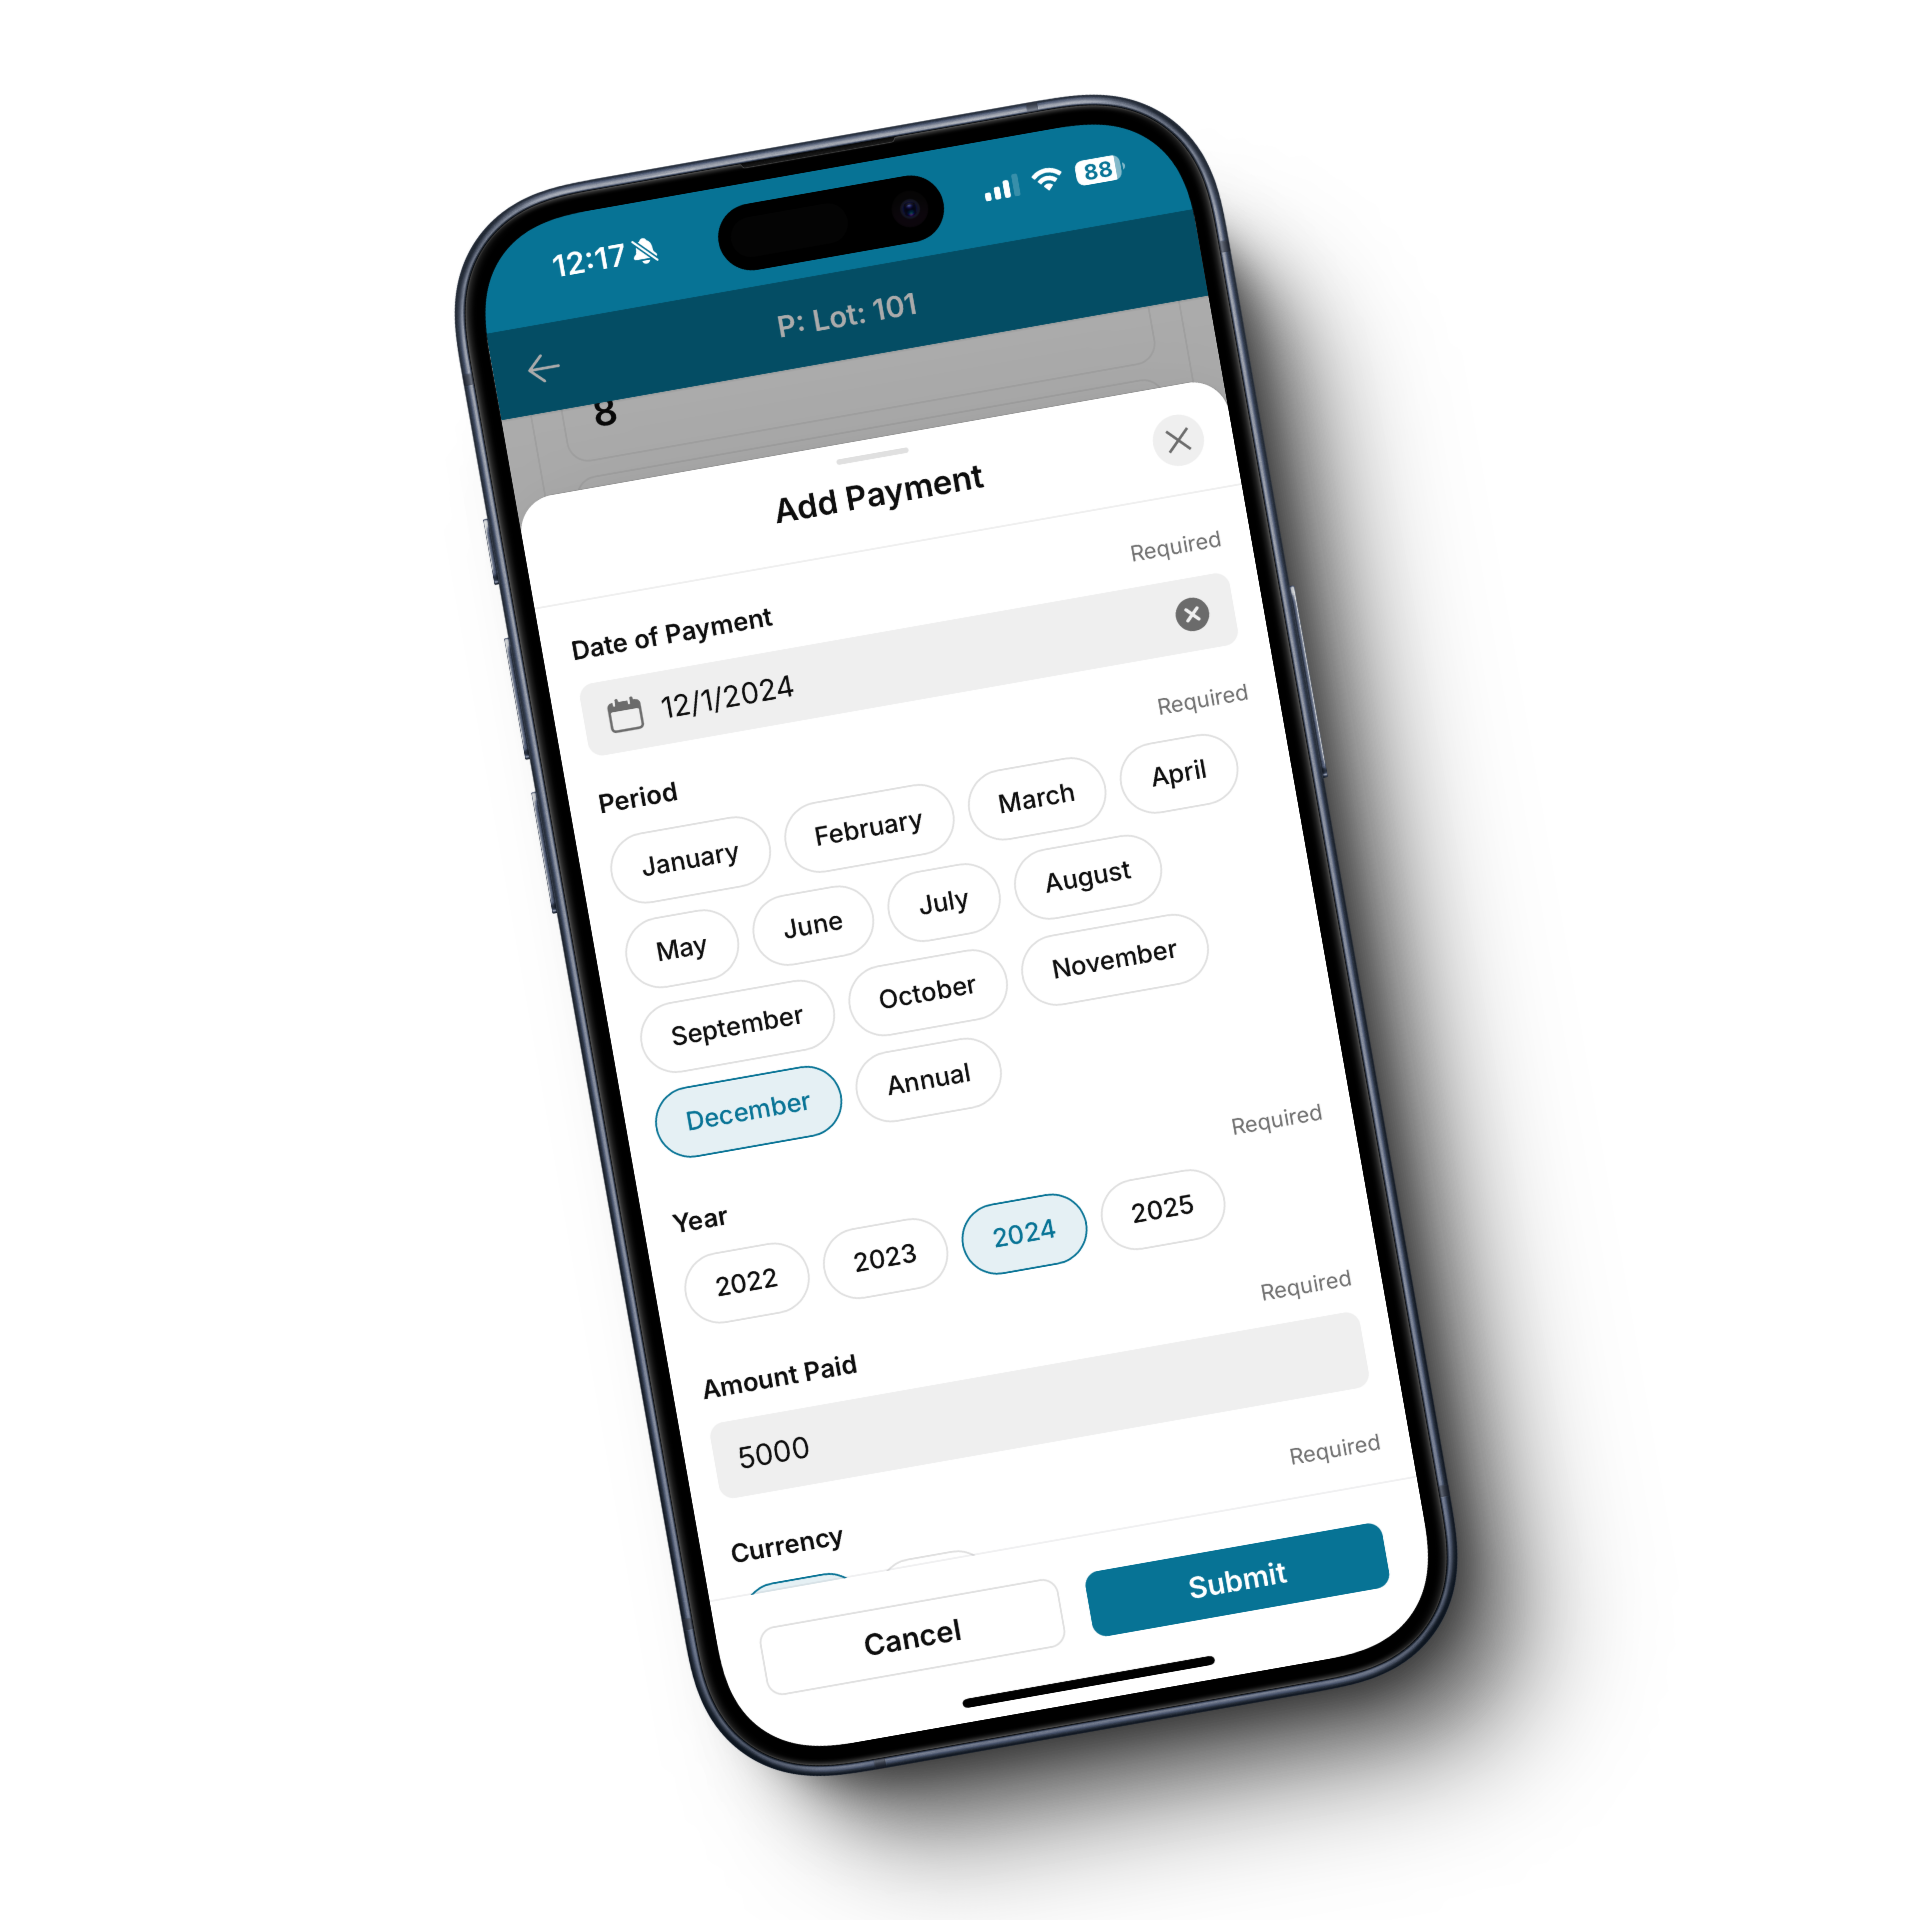 12:17
88
P: Lot: 101
8
Add Payment
Required
Date of Payment
12/1/2024
Required
Period
January February March April
May June July August
September October November
December Annual
Required
Year
2022 2023 2024 2025
Required
Amount Paid
5000
Required
Currency
Cancel Submit